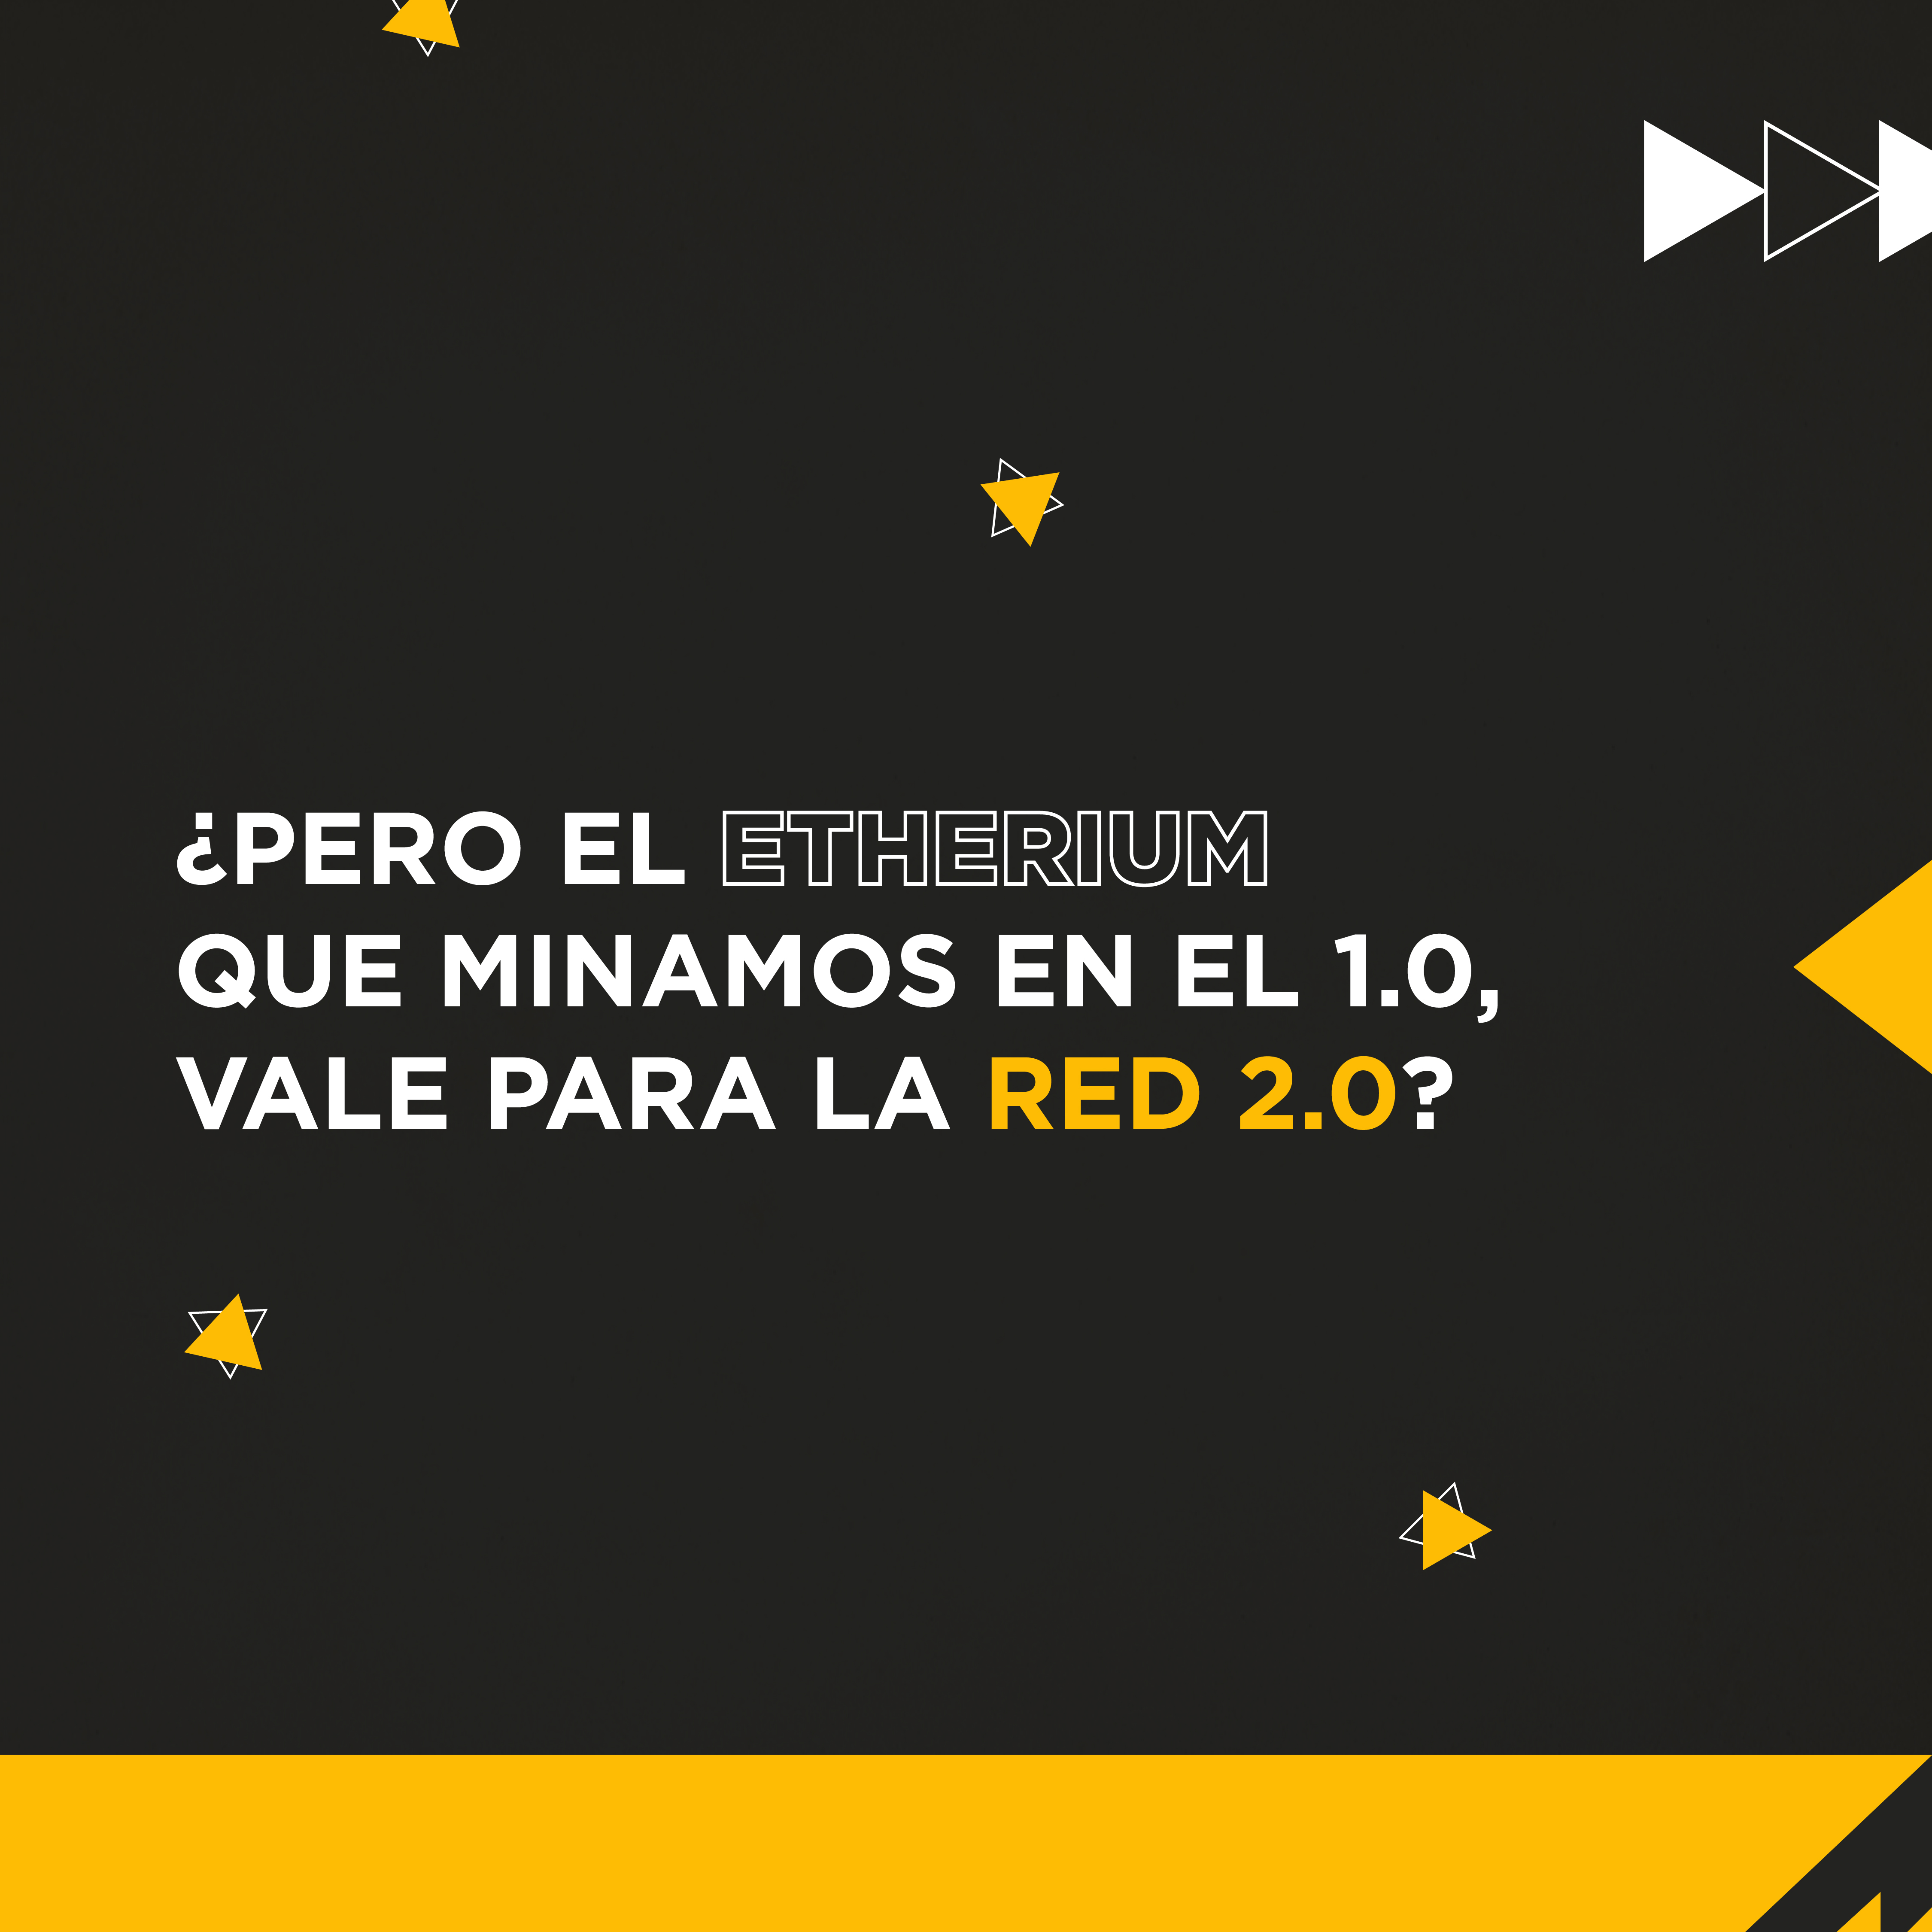 ¿PERO EL ETHERIUM
QUE MINAMOS EN EL 1.0,
VALE PARA LA RED 2.0?